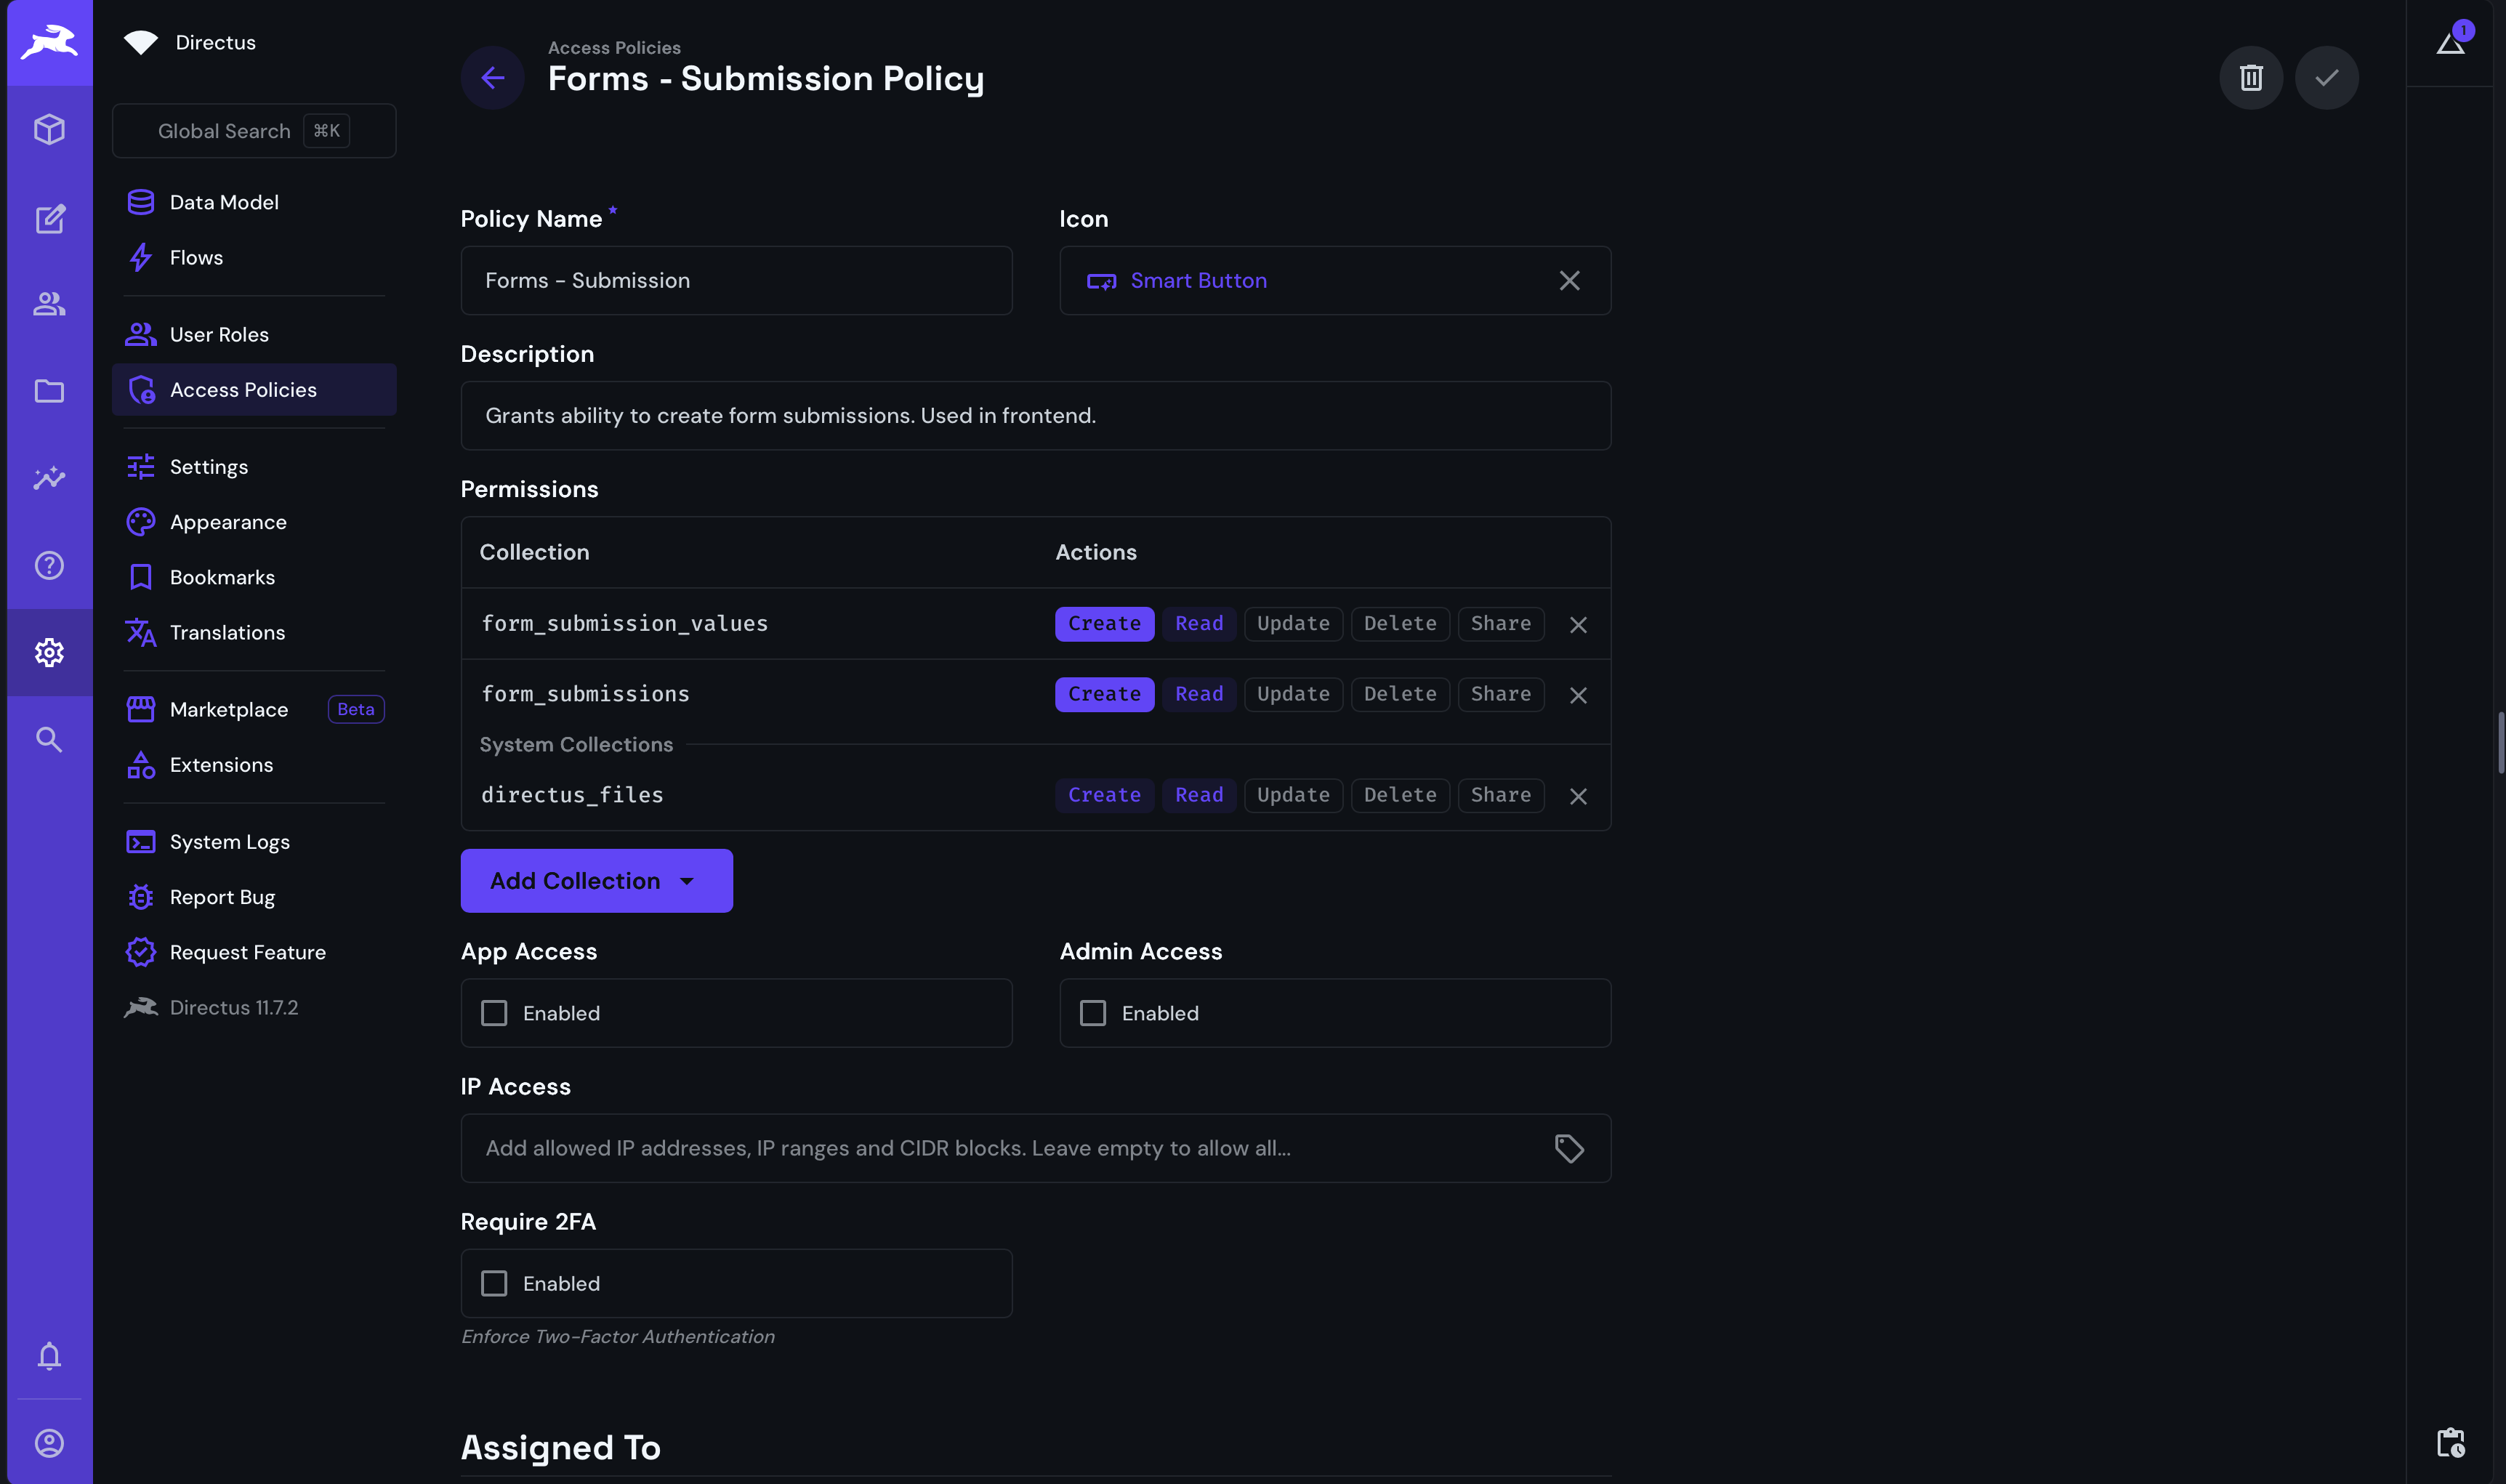 Directus
Global Search ⌘K
Data Model
Flows
User Roles
Access Policies
Settings
Appearance
Bookmarks
Translations
Marketplace Beta
Extensions
System Logs
Report Bug
Request Feature
Directus 11.7.2
Access Policies
Forms - Submission Policy
1
Policy Name *
Icon
Forms - Submission
Smart Button
Description
Grants ability to create form submissions. Used in frontend.
Permissions
Collection Actions
form_submission_values Create Read Update Delete Share
form_submissions Create Read Update Delete Share
System Collections
directus_files Create Read Update Delete Share
Add Collection
App Access
Admin Access
Enabled
Enabled
IP Access
Add allowed IP addresses, IP ranges and CIDR blocks. Leave empty to allow all...
Require 2FA
Enabled
Enforce Two-Factor Authentication
Assigned To